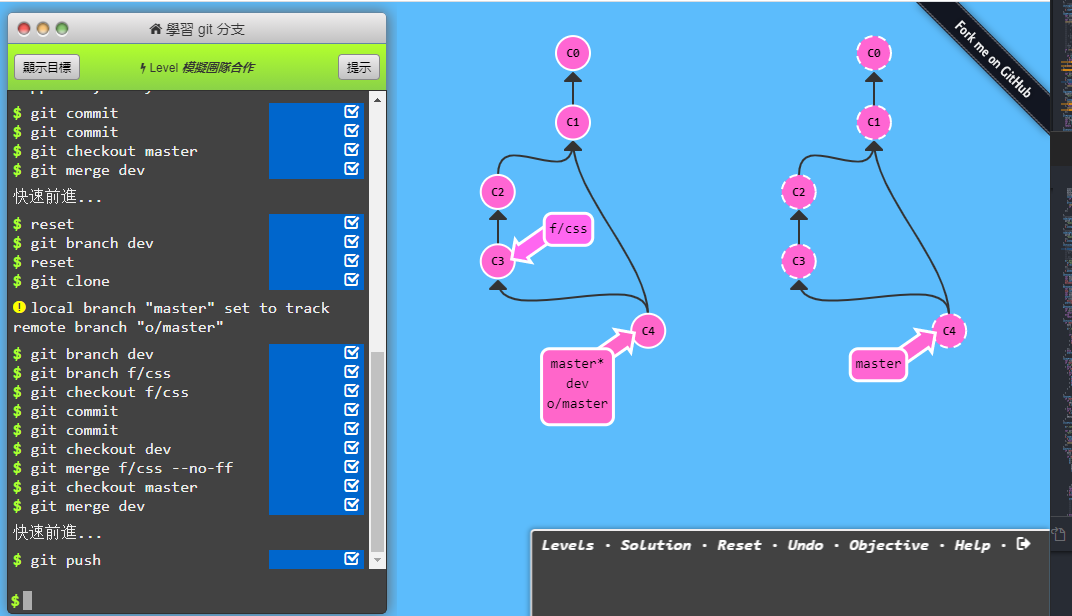 學習 git 分支
顯示目標
Level 模擬團隊合作
提示
$ git commit
$ git commit
$ git checkout master
$ git merge dev
快速前進...
$ reset
$ git branch dev
$ reset
$ git clone
local branch "master" set to track
remote branch "o/master"
$ git branch dev
$ git branch f/css
$ git checkout f/css
$ git commit
$ git commit
$ git checkout dev
$ git merge f/css --no-ff
$ git checkout master
$ git merge dev
快速前進...
$ git push
$
C0
C1
C2
f/css
C3
C4
master*
dev
o/master
C0
C1
C2
C3
C4
master
Fork me on GitHub
Levels · Solution · Reset · Undo · Objective · Help ·